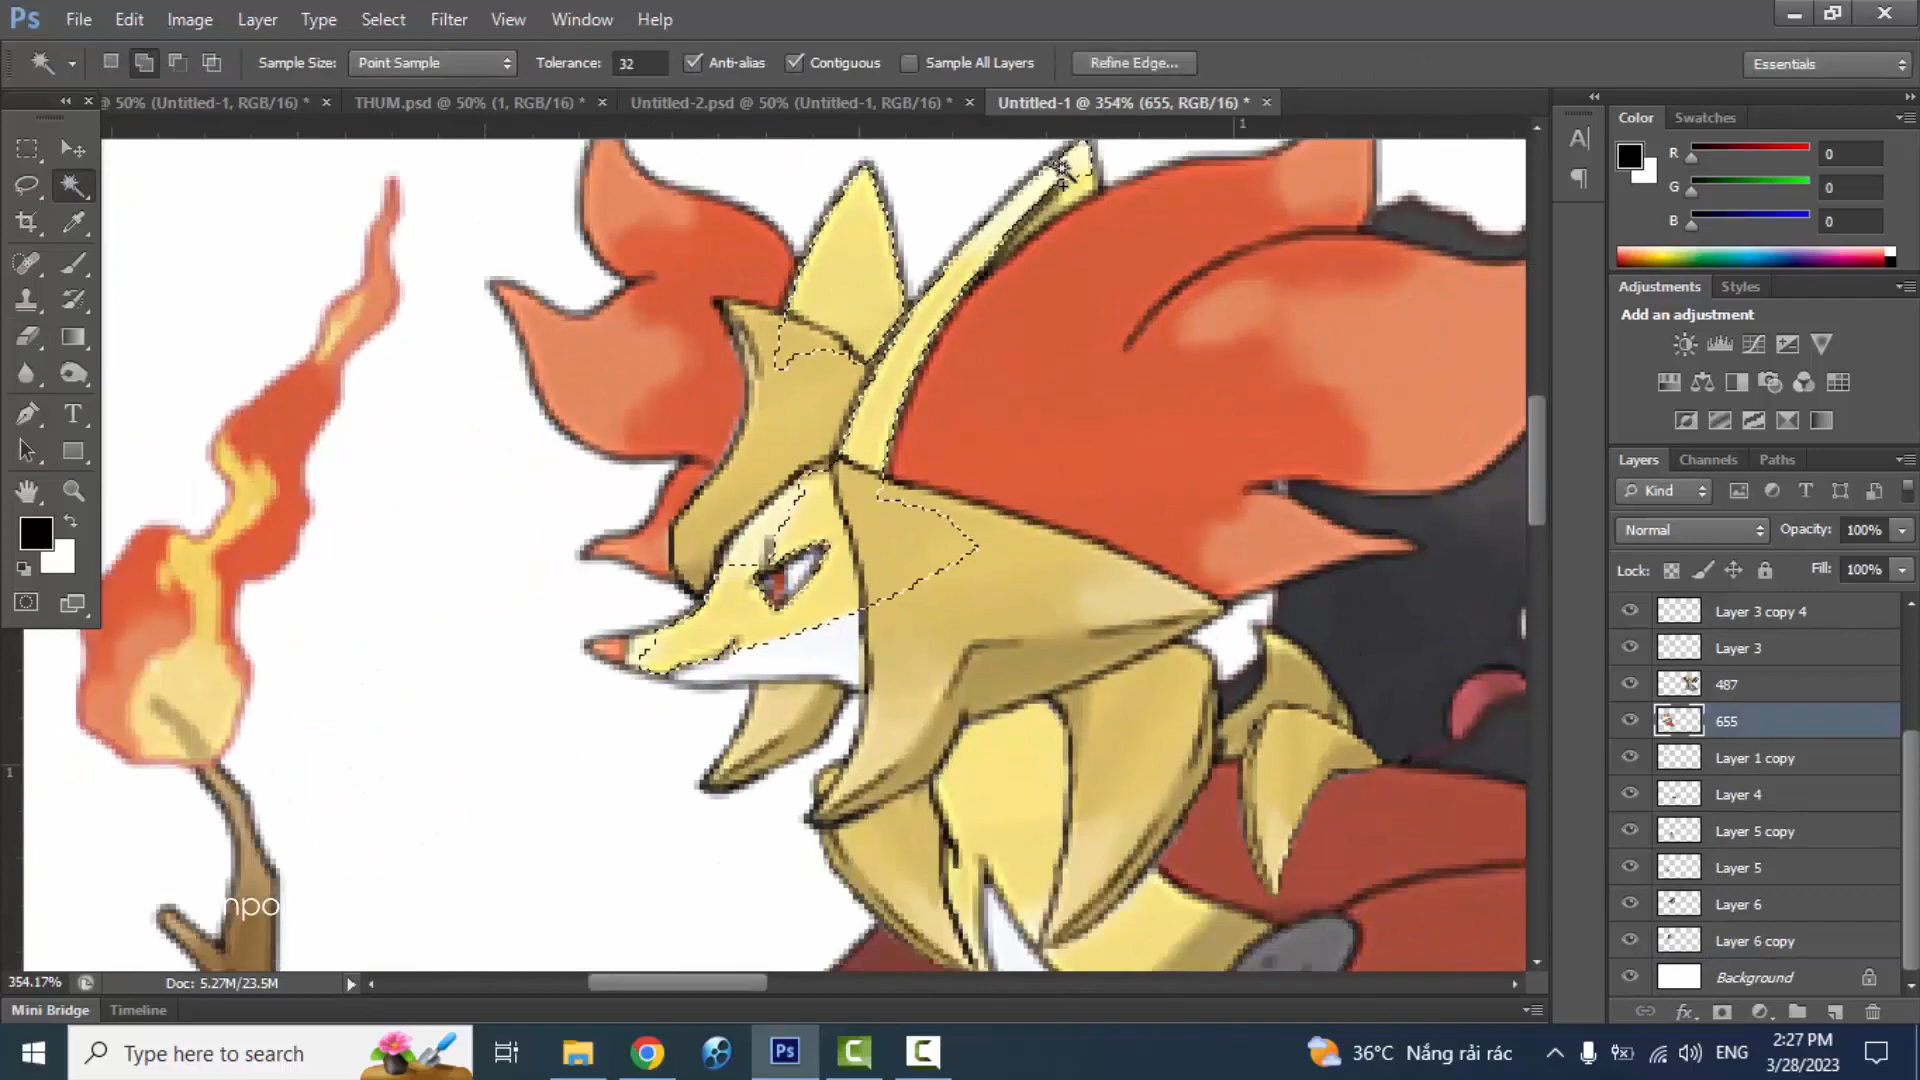 Ps File Edit Image Layer Type Select Filter View Window Help
Sample Size: Point Sample Tolerance: 32 Anti-alias Contiguous Sample All Layers Refine Edge... Essentials
@ 50% (Untitled-1, RGB/16) * × THUM.psd @ 50% (1, RGB/16) * × Untitled-2.psd @ 50% (Untitled-1, RGB/16) * × Untitled-1 @ 354% (655, RGB/16) * ×
1
1
npo
Color Swatches
R 0
G 0
B 0
Adjustments Styles
Add an adjustment
Layers Channels Paths
Kind
Normal Opacity: 100%
Lock: Fill: 100%
Layer 3 copy 4
Layer 3
487
655
Layer 1 copy
Layer 4
Layer 5 copy
Layer 5
Layer 6
Layer 6 copy
Background
354.17% Doc: 5.27M/23.5M
Mini Bridge Timeline
Type here to search Ps 36°C Nắng rải rác ENG 2:27 PM
3/28/2023